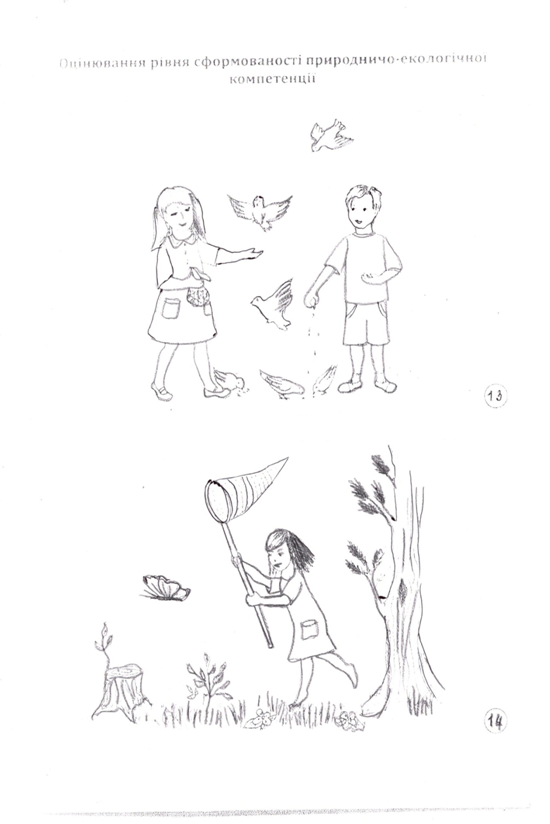 Оцінювання рівня сформованості природничо-екологічної
компетенції
13
14